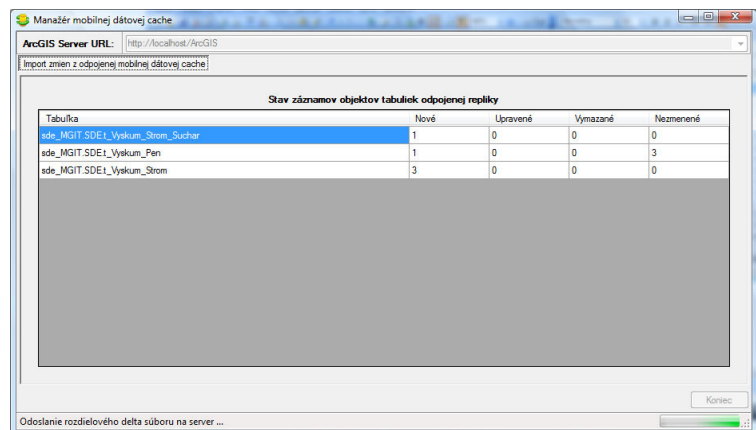 Manažér mobilnej dátovej cache
ArcGIS Server URL: http://localhost/ArcGIS
Import zmien z odpojenej mobilnej dátovej cache
Stav záznamov objektov tabuliek odpojenej repliky
Tabuľka Nové Upravené Vymazané Nezmenené
sde_MGIT.SDE.t_Vyskum_Strom_Suchar 1 0 0 0
sde_MGIT.SDE.t_Vyskum_Pen 1 0 0 3
sde_MGIT.SDE.t_Vyskum_Strom 3 0 0 0
Koniec
Odoslanie rozdielového delta súboru na server ...